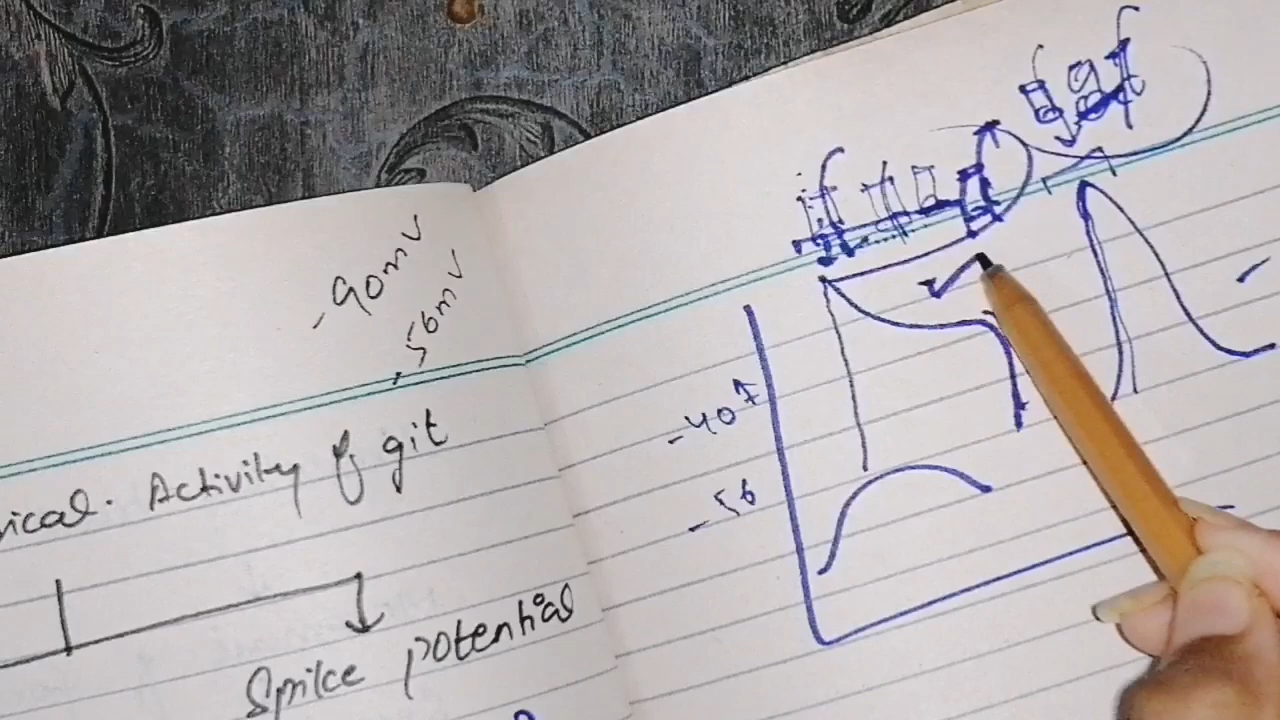 -90mV
-56mV
ical. Activity of git
Spike potential
-40
-56